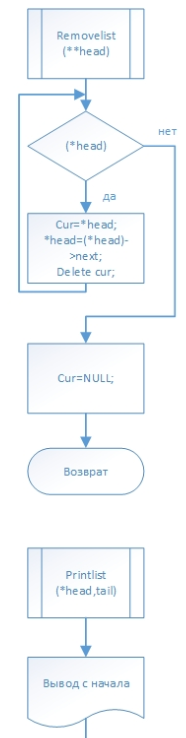 Removelist
(**head)
(*head)
нет
да
Cur=*head;
*head=(*head)-
>next;
Delete cur;
Cur=NULL;
Возврат
Printlist
(*head,tail)
Вывод с начала